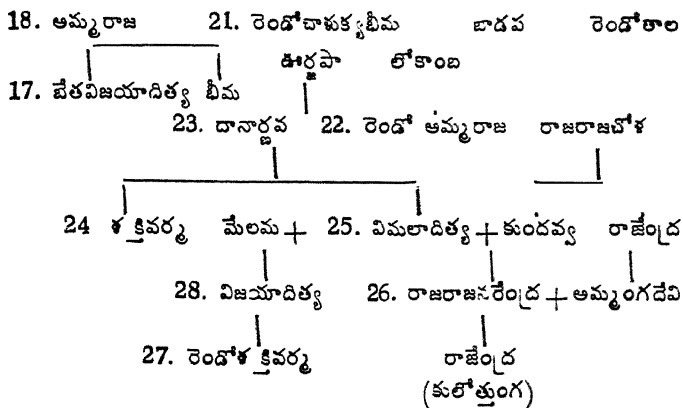 18. అమ్మరాజ 21. రెండోచాళుక్యభీమ బాడప రెండోతాల
ఊర్జపా లోకాంబ
17. బేతవిజయాదిత్య భీమ
23. దానార్ణవ 22. రెండో అమ్మరాజ రాజరాజచోళ
24 శక్తివర్మ మేలమ + 25. విమలాదిత్య + కుందవ్వ రాజేంద్ర
28. విజయాదిత్య 26. రాజరాజనరేంద్ర + అమ్మంగదేవి
27. రెండోశక్తివర్మ రాజేంద్ర
(కులోత్తుంగ)